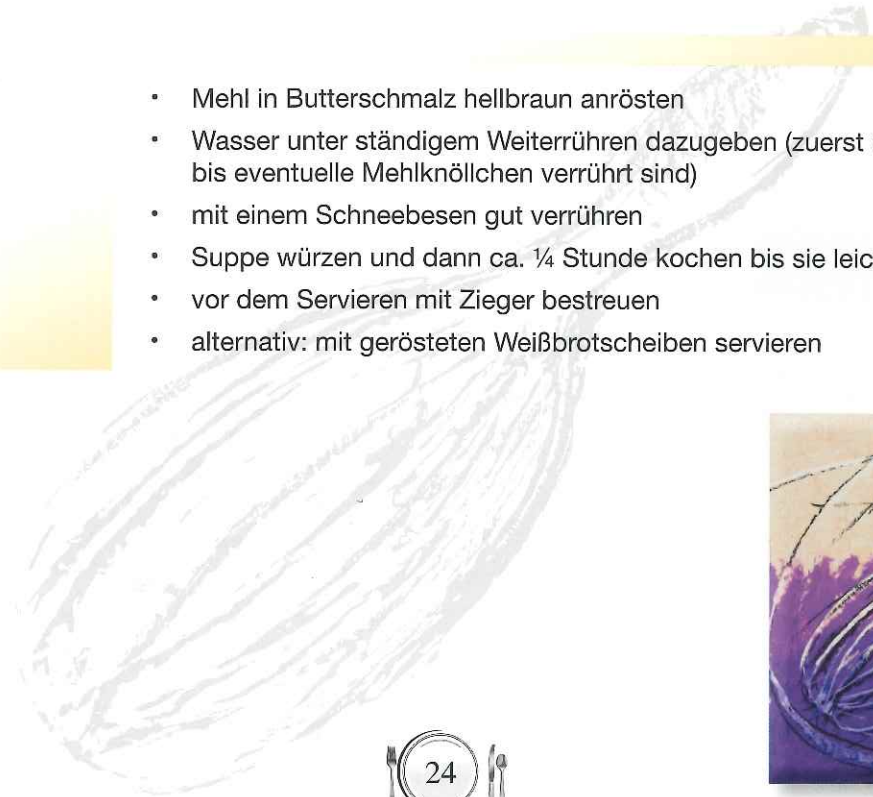 · Mehl in Butterschmalz hellbraun anrösten
· Wasser unter ständigem Weiterrühren dazugeben (zuerst
bis eventuelle Mehlknöllchen verrührt sind)
· mit einem Schneebesen gut verrühren
· Suppe würzen und dann ca. ¼ Stunde kochen bis sie
· vor dem Servieren mit Zieger bestreuen
· alternativ: mit gerösteten Weißbrotscheiben servieren
24